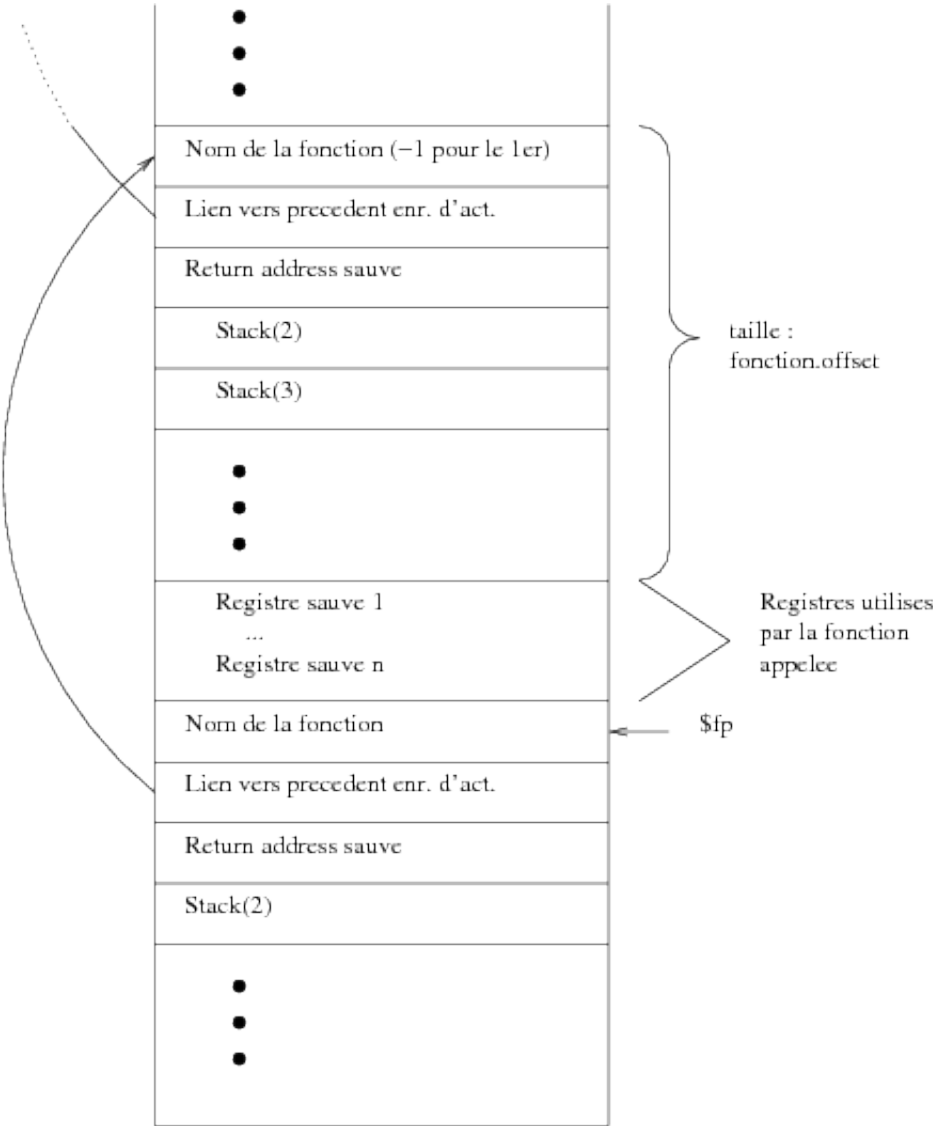 Nom de la fonction (−1 pour le 1er)
Lien vers precedent enr. d'act.
Return address sauve
Stack(2)
Stack(3)
taille :
fonction.offset
Registre sauve 1
...
Registre sauve n
Registres utilises
par la fonction
appelee
Nom de la fonction
$fp
Lien vers precedent enr. d'act.
Return address sauve
Stack(2)